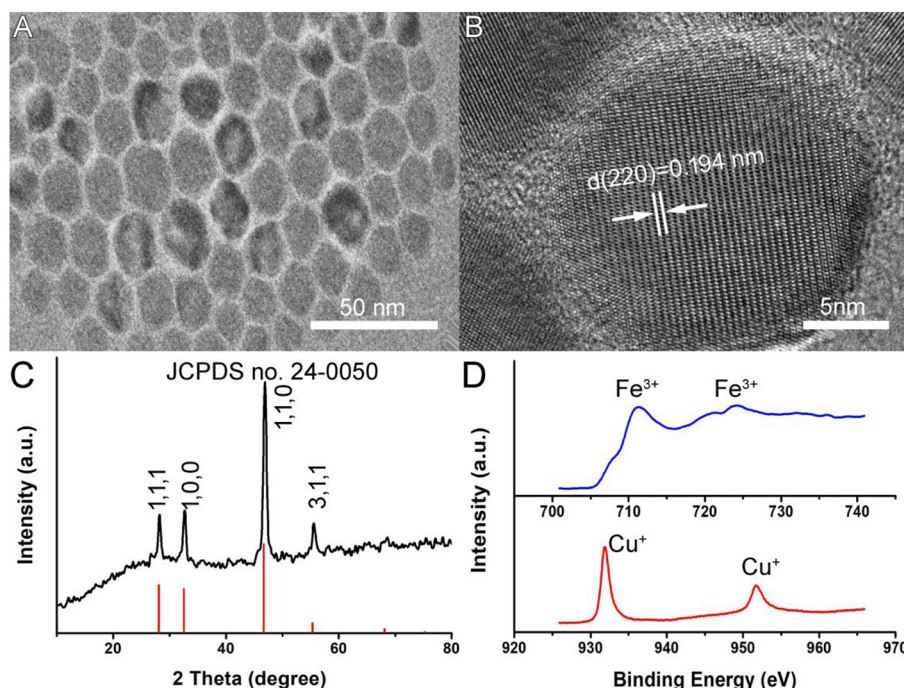 A
50 nm
B
d(220)=0.194 nm
5nm
C
JCPDS no. 24-0050
1,1,1
1,0,0
1,1,0
3,1,1
Intensity (a.u.)
20
40
60
80
2 Theta (degree)
D
Fe³⁺
Fe³⁺
700
710
720
730
740
Intensity (a.u.)
Cu⁺
Cu⁺
920
930
940
950
960
970
Binding Energy (eV)